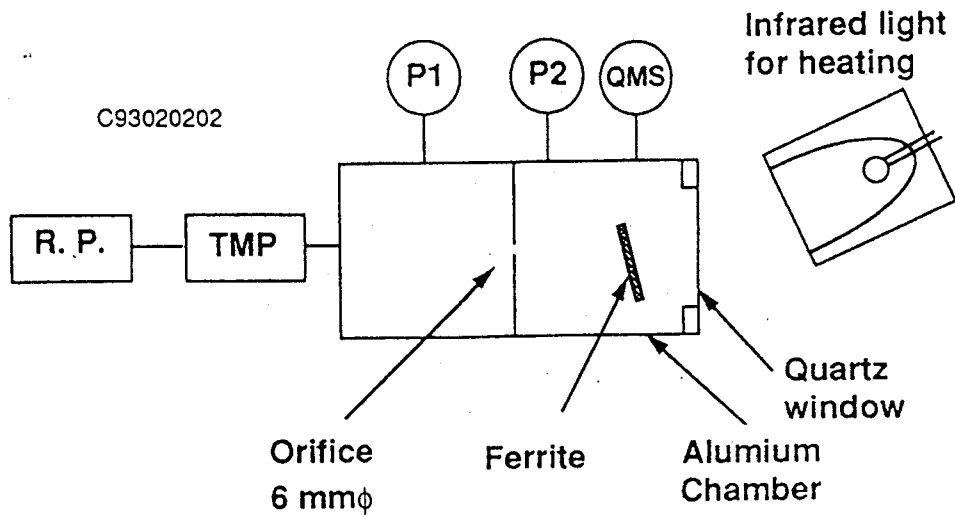 Infrared light
for heating
P1
P2
QMS
C93020202
R. P.
TMP
Quartz
window
Orifice
6 mmϕ
Ferrite
Alumium
Chamber